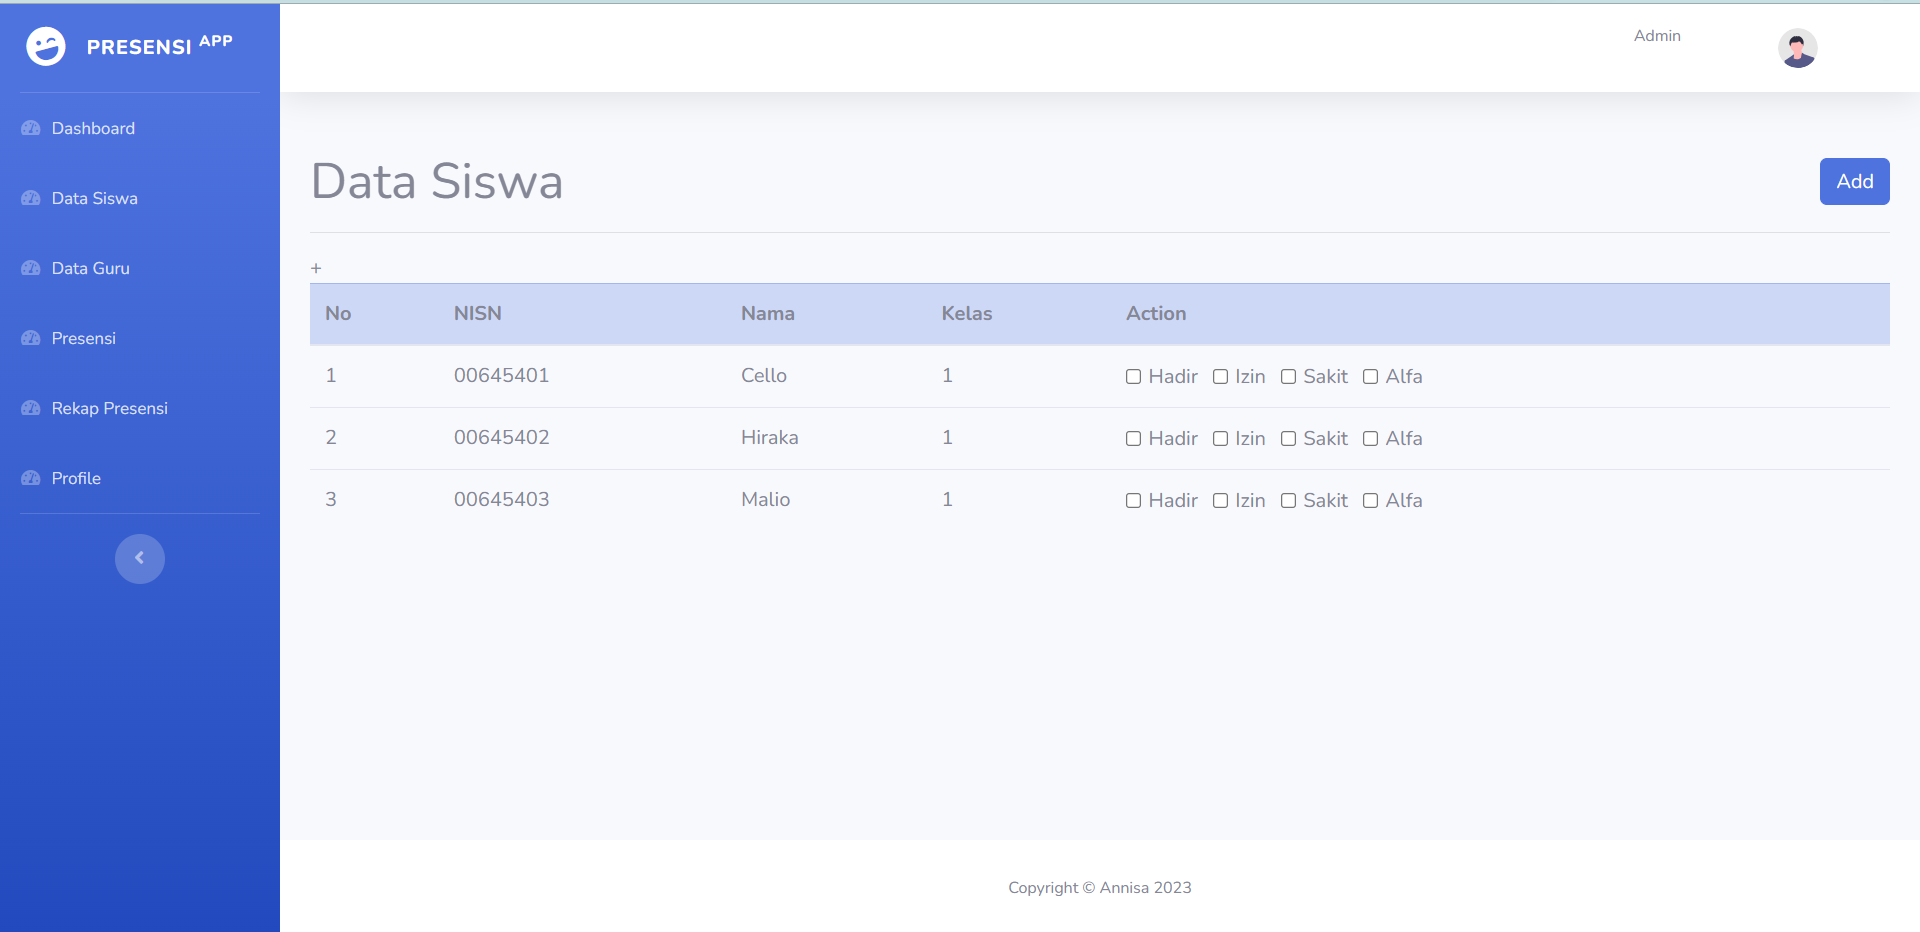 PRESENSI APP
Admin
Dashboard
Data Siswa
Data Guru
Presensi
Rekap Presensi
Profile
Data Siswa
Add
+
No NISN Nama Kelas Action
1 00645401 Cello 1 Hadir Izin Sakit Alfa
2 00645402 Hiraka 1 Hadir Izin Sakit Alfa
3 00645403 Malio 1 Hadir Izin Sakit Alfa
Copyright © Annisa 2023